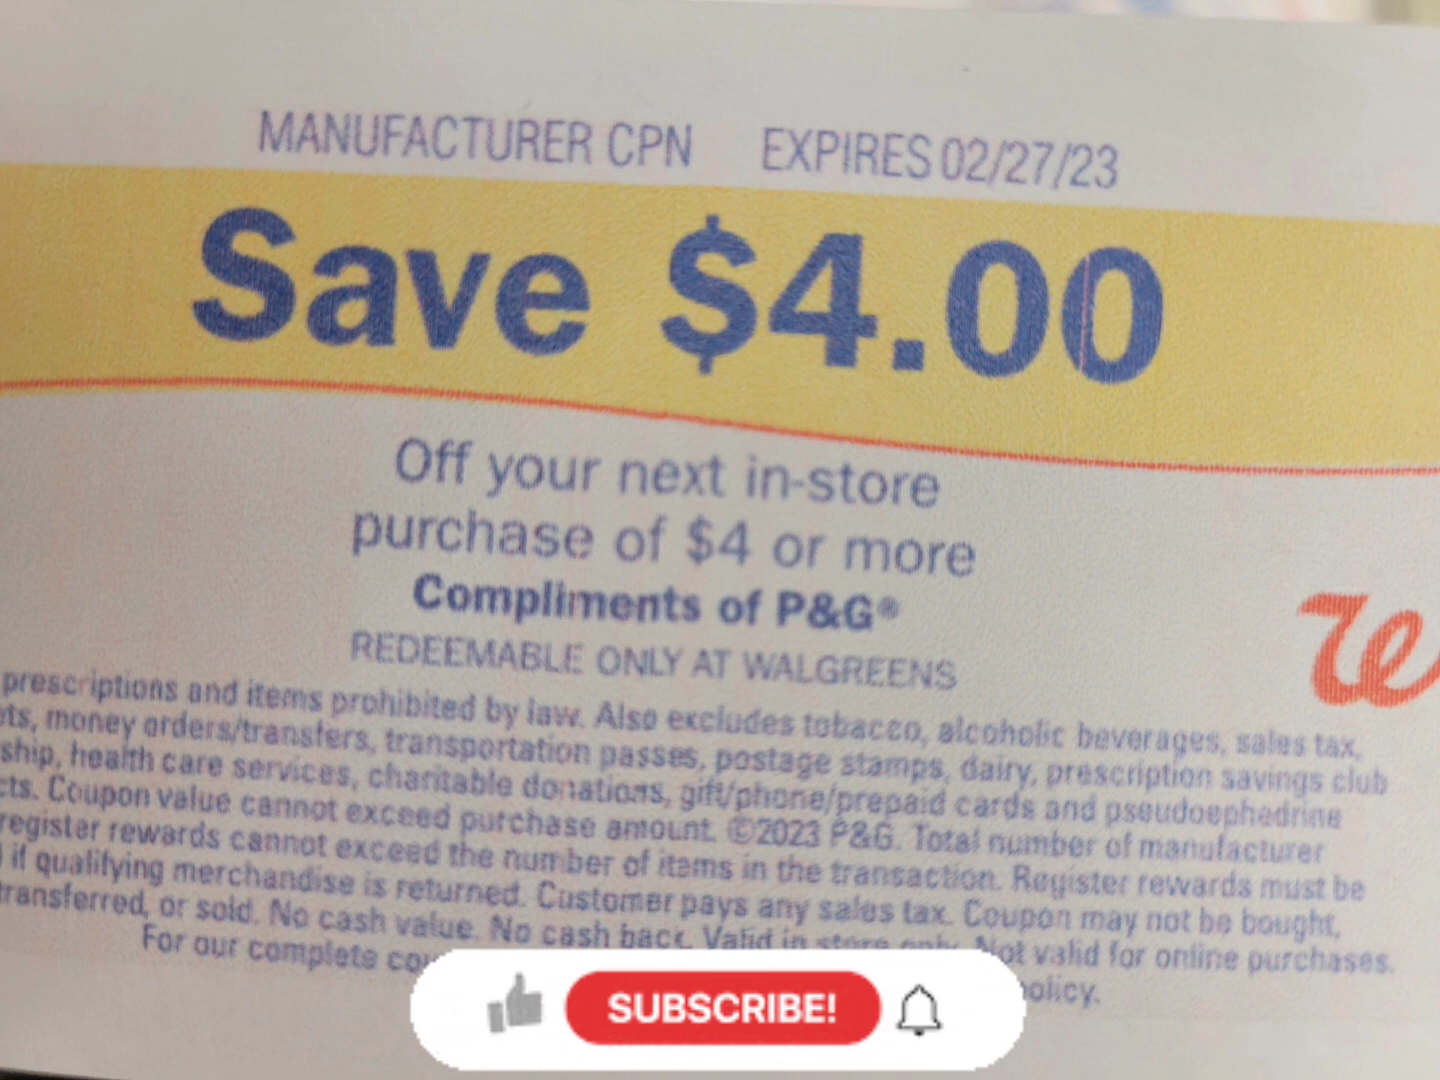 MANUFACTURER CPN EXPIRES 02/27/23
Save $4.00
Off your next in-store
purchase of $4 or more
Compliments of P&G®
REDEEMABLE ONLY AT WALGREENS
W
prescriptions and items prohibited by law. Also excludes tobacco, alcoholic beverages, sales tax,
money orders/transfers, transportation passes, postage stamps, dairy, prescription savings club
ship, health care services, charitable donations, gift/phone/prepaid cards and pseudoephedrine
cts. Coupon value cannot exceed purchase amount. ©2023 P&G. Total number of manufacturer
register rewards cannot exceed the number of items in the transaction. Register rewards must be
if qualifying merchandise is returned. Customer pays any sales tax. Coupon may not be bought,
transferred, or sold. No cash value. No cash back. Valid in store only. Not valid for online purchases.
For our complete policy.
SUBSCRIBE!